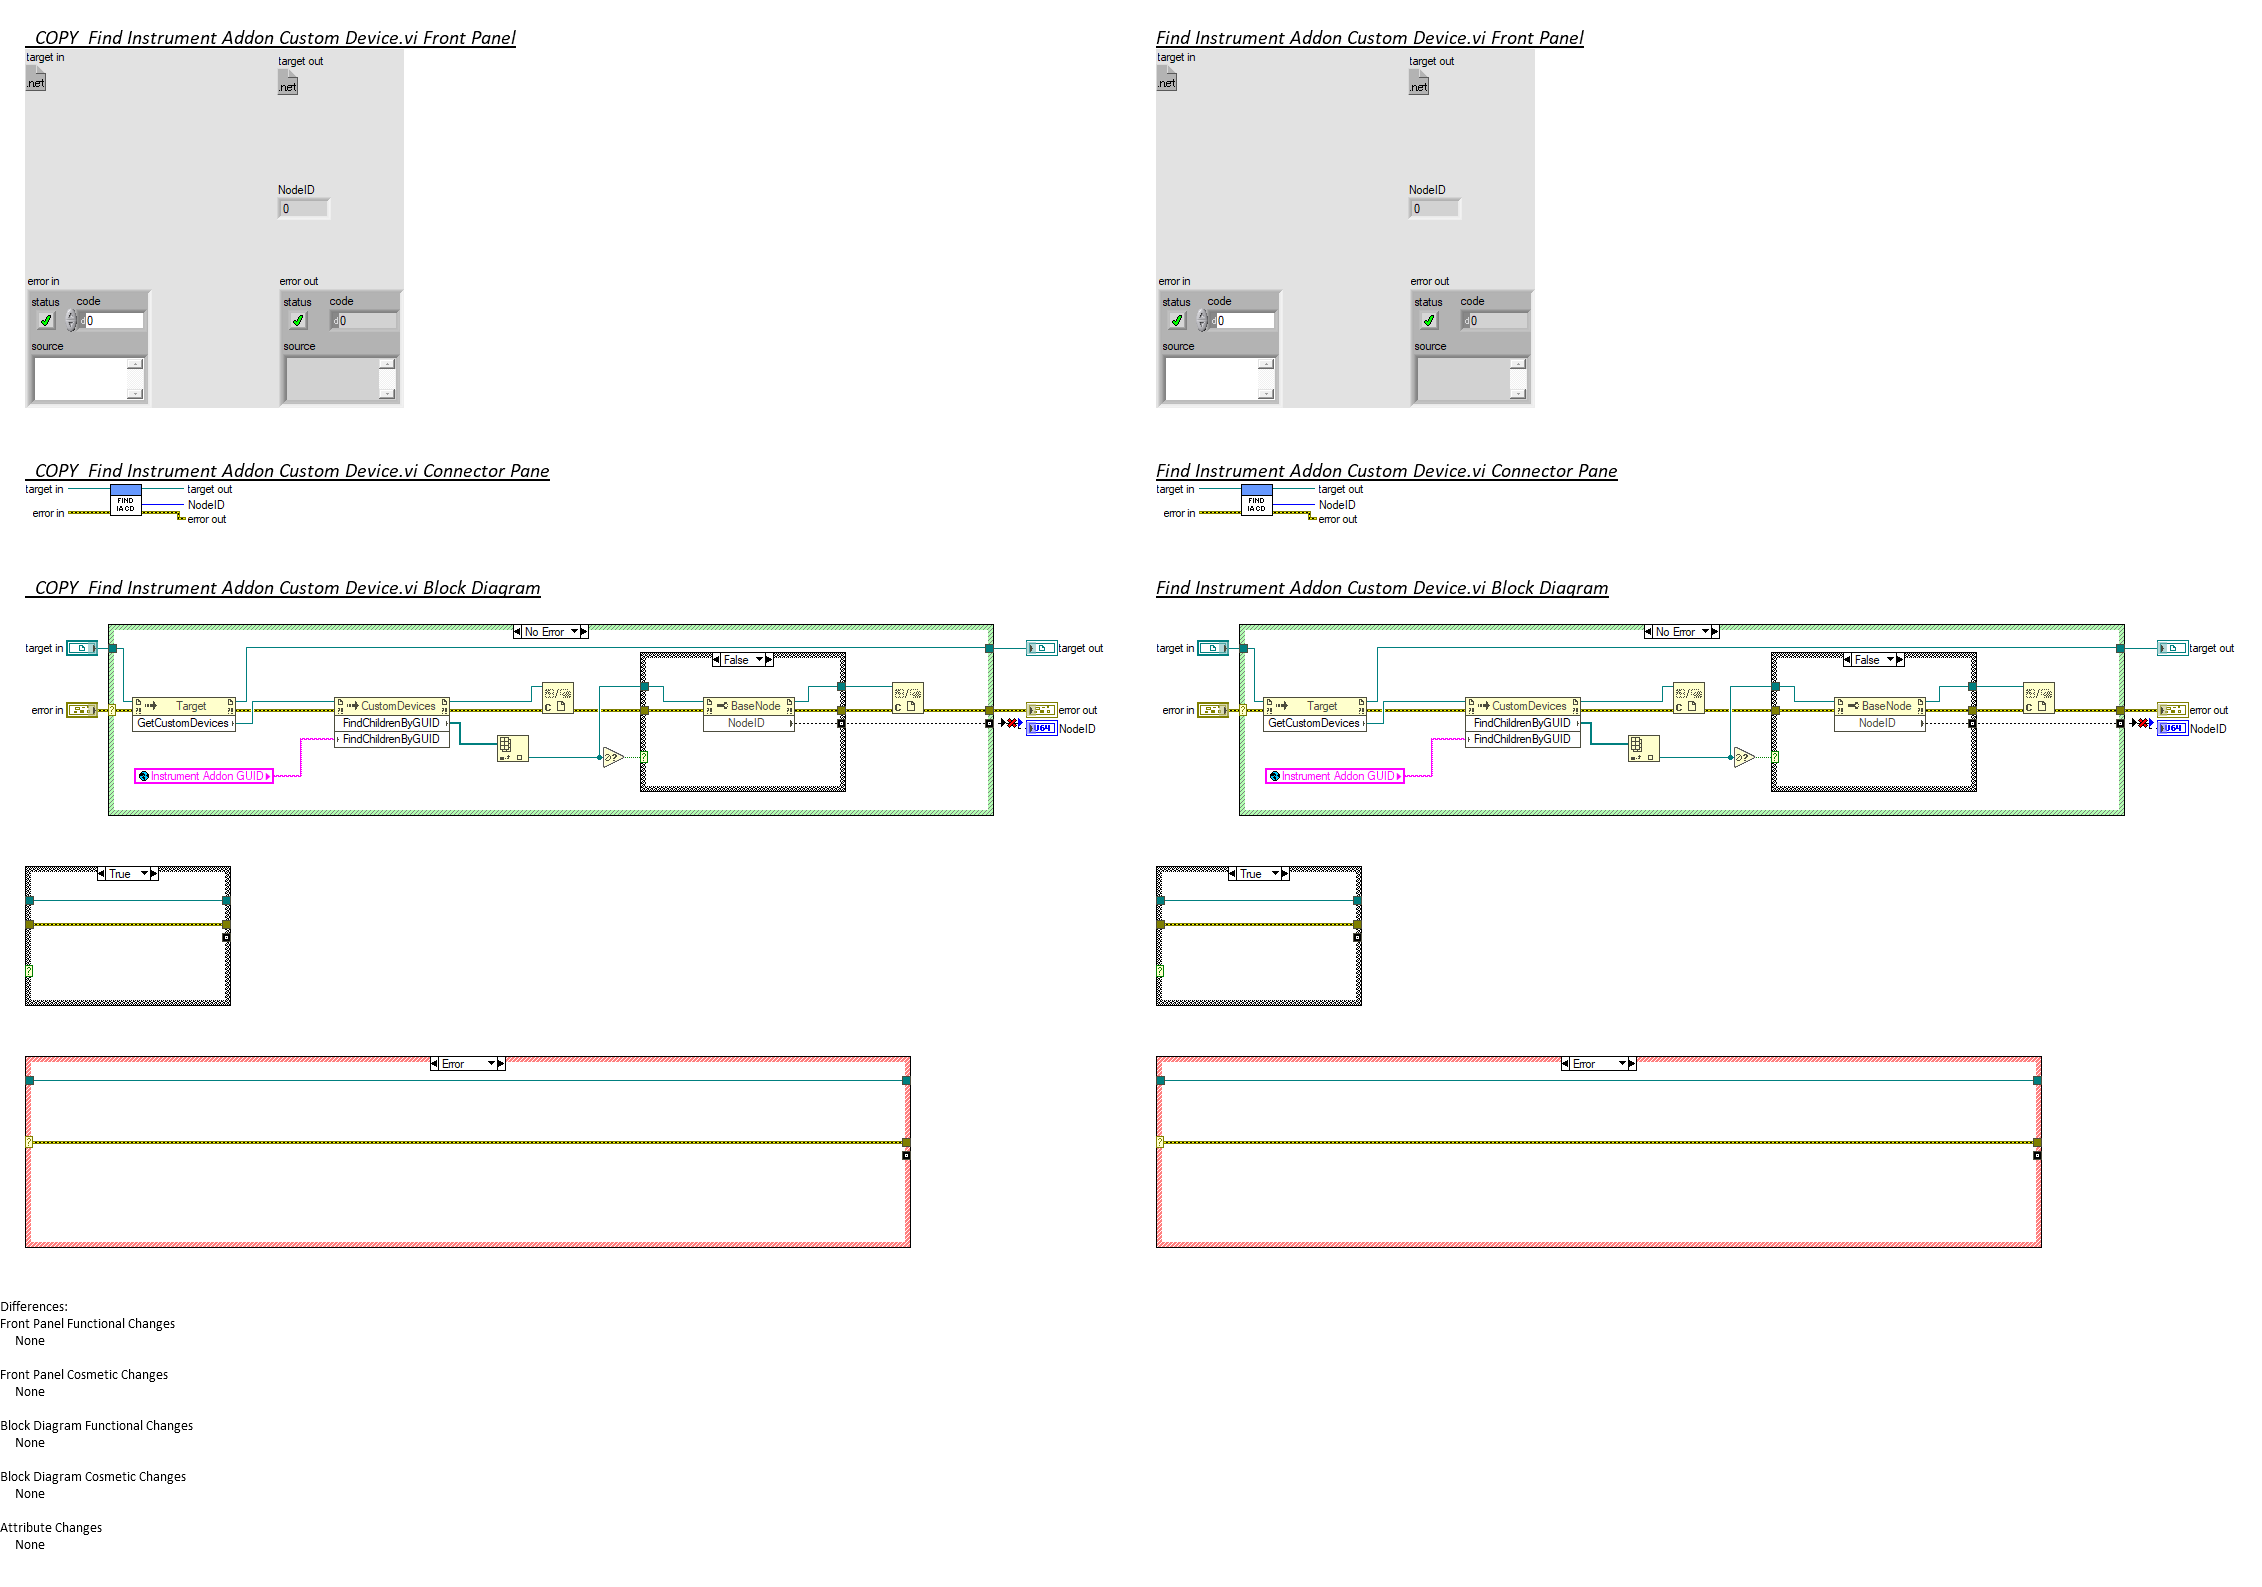 COPY  Find Instrument Addon Custom Device.vi Front Panel
target in
target out
.net
.net
NodeID
0
error in
error out
status code
status code
d0
d0
source
source
COPY  Find Instrument Addon Custom Device.vi Connector Pane
target in
target out
FIND
IACD
NodeID
error in
error out
COPY  Find Instrument Addon Custom Device.vi Block Diagram
No Error
target in
target out
False
Target
CustomDevices
BaseNode
error in
error out
GetCustomDevices
FindChildrenByGUID
NodeID
U64
NodeID
FindChildrenByGUID
Instrument Addon GUID
True
Error
Find Instrument Addon Custom Device.vi Front Panel
target in
target out
.net
.net
NodeID
0
error in
error out
status code
status code
d0
d0
source
source
Find Instrument Addon Custom Device.vi Connector Pane
target in
target out
FIND
IACD
NodeID
error in
error out
Find Instrument Addon Custom Device.vi Block Diagram
No Error
target in
target out
False
Target
CustomDevices
BaseNode
error in
error out
GetCustomDevices
FindChildrenByGUID
NodeID
U64
NodeID
FindChildrenByGUID
Instrument Addon GUID
True
Error
Differences:
Front Panel Functional Changes
None
Front Panel Cosmetic Changes
None
Block Diagram Functional Changes
None
Block Diagram Cosmetic Changes
None
Attribute Changes
None